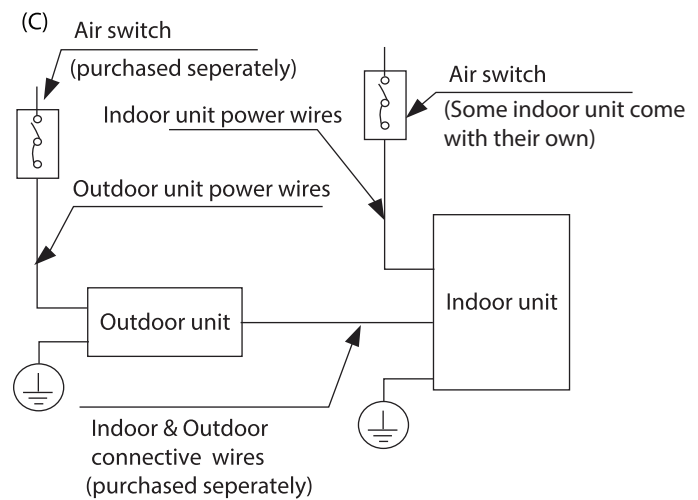 (C)
Air switch
(purchased seperately)
Air switch
(Some indoor unit come
with their own)
Indoor unit power wires
Outdoor unit power wires
Outdoor unit
Indoor unit
Indoor & Outdoor
connective wires
(purchased seperately)